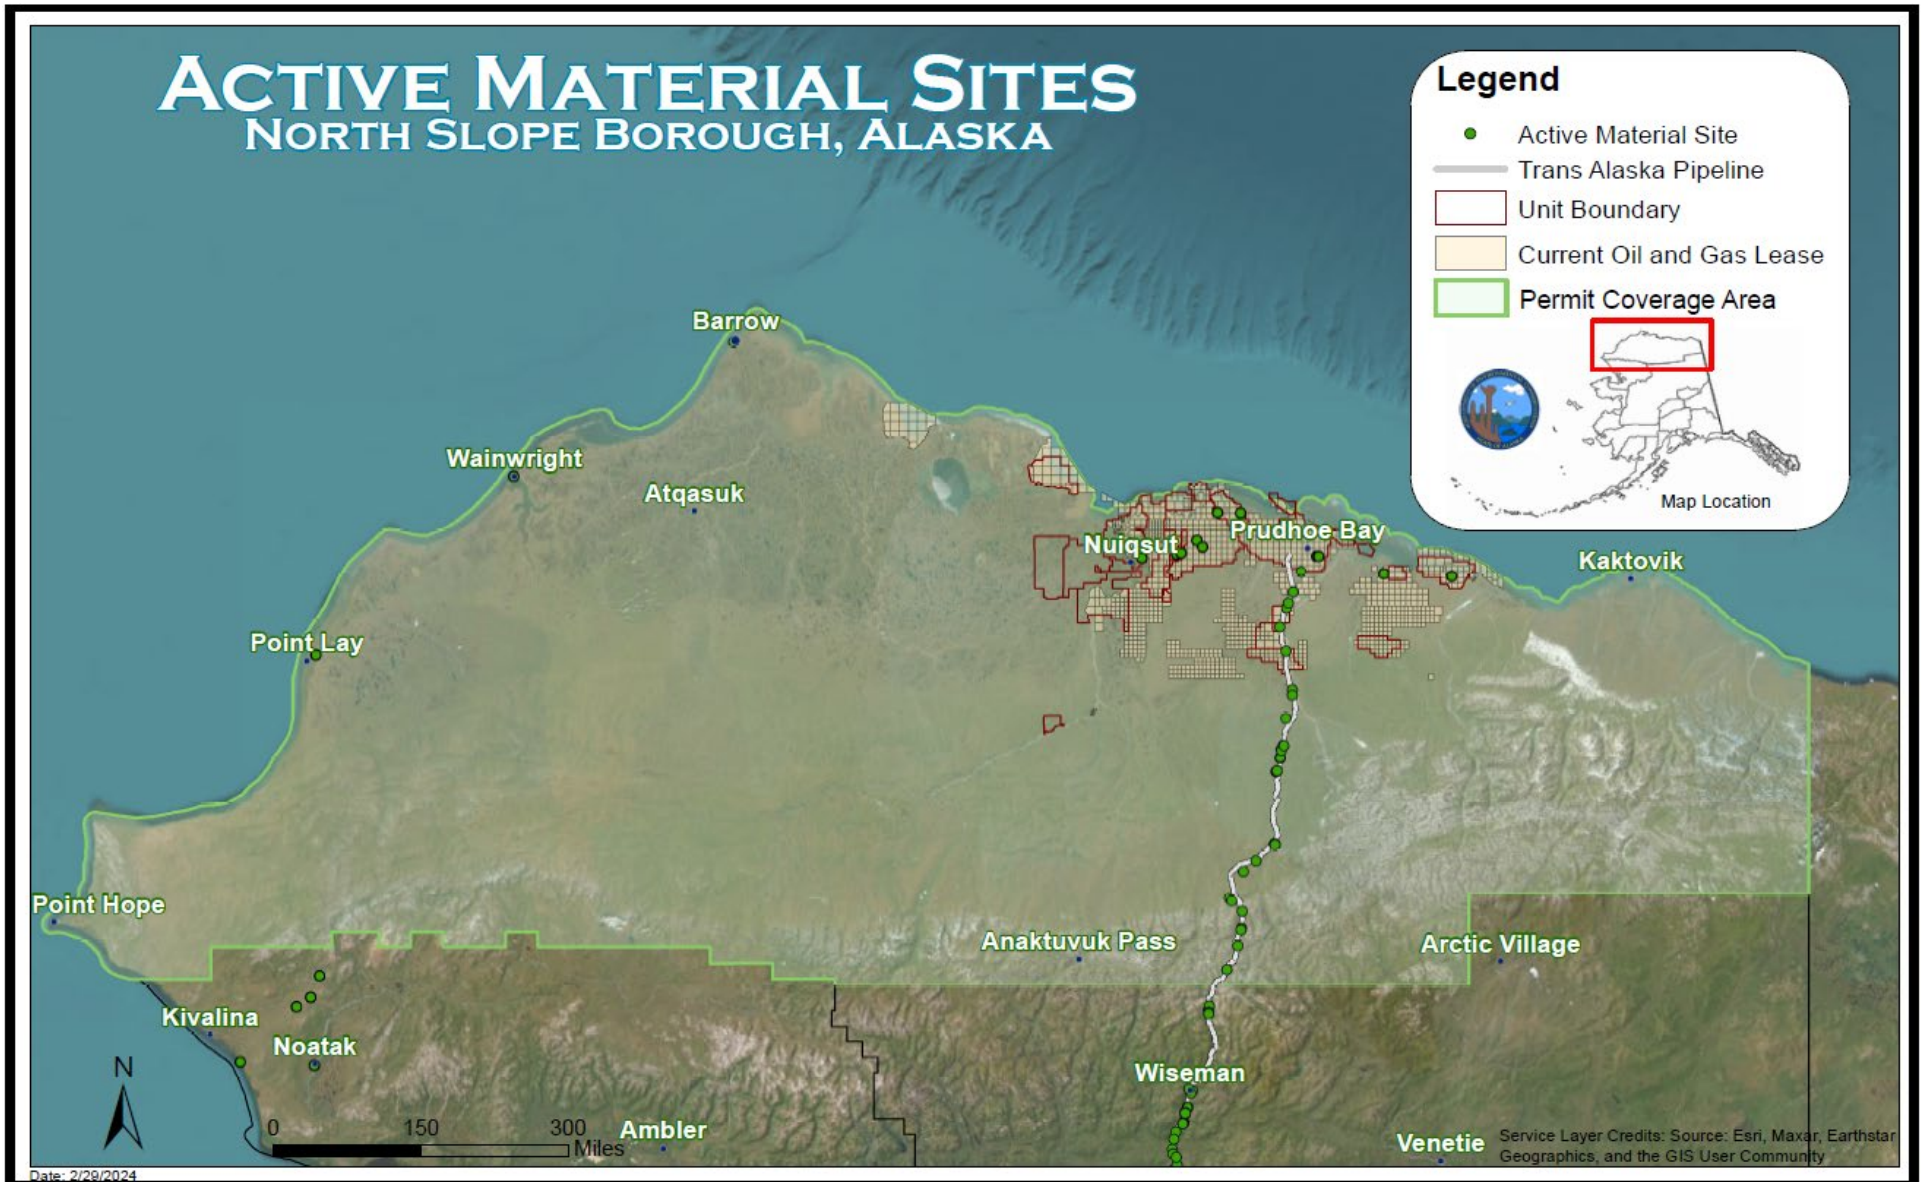 ACTIVE MATERIAL SITES
NORTH SLOPE BOROUGH, ALASKA
Legend
Active Material Site
Trans Alaska Pipeline
Unit Boundary
Current Oil and Gas Lease
Permit Coverage Area
Map Location
Barrow
Wainwright
Atqasuk
Nuiqsut
Prudhoe Bay
Kaktovik
Point Lay
Point Hope
Anaktuvuk Pass
Arctic Village
Kivalina
Noatak
Wiseman
Ambler
Venetie
N
0 150 300
Miles
Service Layer Credits: Source: Esri, Maxar, Earthstar
Geographics, and the GIS User Community
Date: 2/29/2024